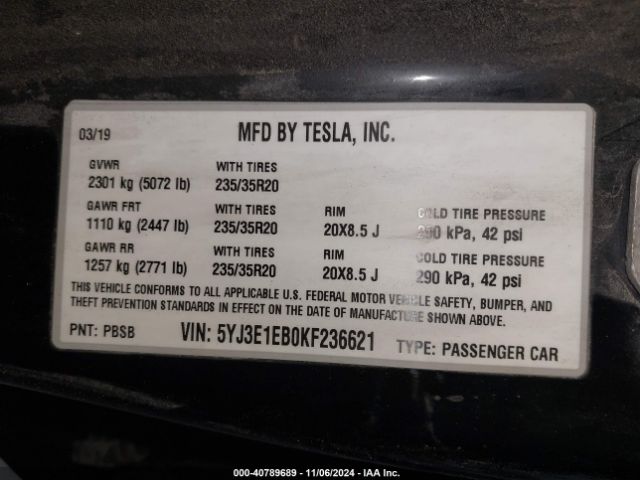 03/19 MFD BY TESLA, INC.
GVWR WITH TIRES
2301 kg (5072 lb) 235/35R20
GAWR FRT WITH TIRES RIM COLD TIRE PRESSURE
1110 kg (2447 lb) 235/35R20 20X8.5 J 290 kPa, 42 psi
GAWR RR WITH TIRES RIM COLD TIRE PRESSURE
1257 kg (2771 lb) 235/35R20 20X8.5 J 290 kPa, 42 psi
THIS VEHICLE CONFORMS TO ALL APPLICABLE U.S. FEDERAL MOTOR VEHICLE SAFETY, BUMPER, AND
THEFT PREVENTION STANDARDS IN EFFECT ON THE DATE OF MANUFACTURE SHOWN ABOVE.
PNT: PBSB VIN: 5YJ3E1EB0KF236621 TYPE: PASSENGER CAR
000-40789689 - 11/06/2024 - IAA Inc.